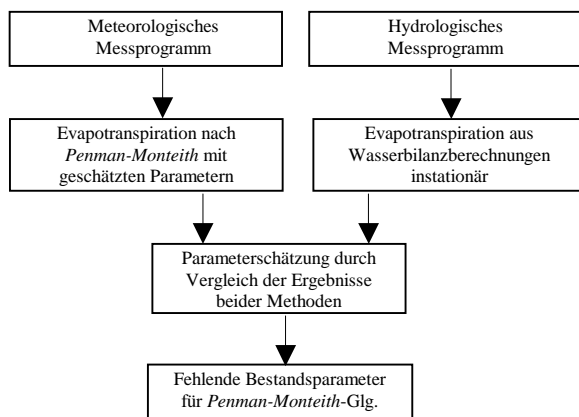 Meteorologisches
Messprogramm
Hydrologisches
Messprogramm
Evapotranspiration nach
Penman-Monteith mit
geschätzten Parametern
Evapotranspiration aus
Wasserbilanzberechnungen
instationär
Parameterschätzung durch
Vergleich der Ergebnisse
beider Methoden
Fehlende Bestandsparameter
für Penman-Monteith-Glg.